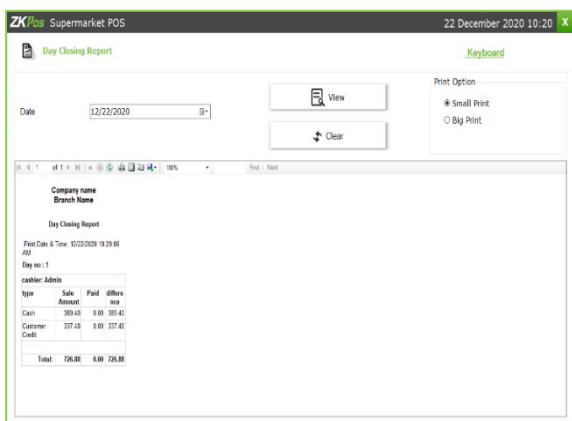 ZKPos Supermarket POS 22 December 2020 10:20 X
Day Closing Report Keyboard
Print Option
Date 12/22/2020 View Small Print
Big Print
Clear
1 of 1 100% Find | Next
Company name
Branch Name
Day Closing Report
Print Date & Time 12/22/2020 10:20:06
AM
Day no : 1
cashier: Admin
type Sale Paid differe
Amount nce
Cash 389.40 0.00 389.40
Customer 337.48 0.00 337.48
Credit
Total: 726.88 0.00 726.88